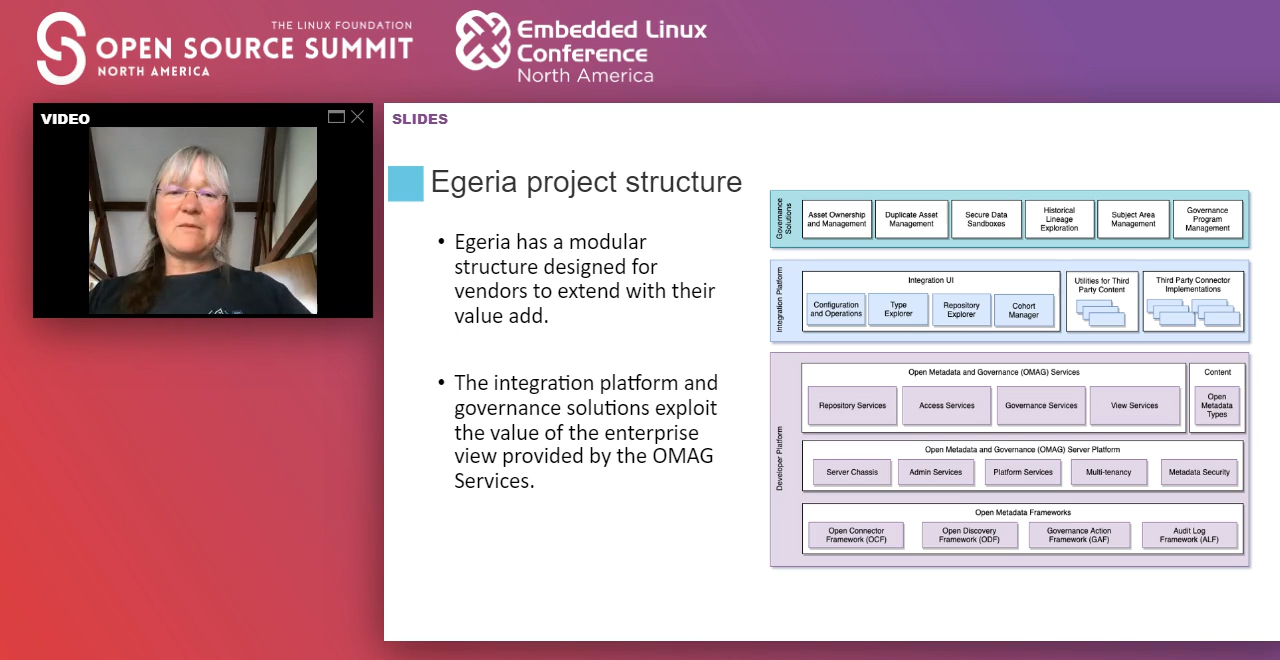 THE LINUX FOUNDATION
OPEN SOURCE SUMMIT
NORTH AMERICA
Embedded Linux
Conference
North America
VIDEO
SLIDES
Egeria project structure
• Egeria has a modular
structure designed for
vendors to extend with their
value add.
• The integration platform and
governance solutions exploit
the value of the enterprise
view provided by the OMAG
Services.
Governance
Solutions
Asset Ownership
and Management
Duplicate Asset
Management
Secure Data
Sandboxes
Historical
Lineage
Exploration
Subject Area
Management
Governance
Program
Management
Integration Platform
Integration UI
Configuration
and Operations
Type
Explorer
Repository
Explorer
Cohort
Manager
Utilities for Third
Party Content
Third Party Connector
Implementations
Developer Platform
Open Metadata and Governance (OMAG) Services
Repository Services
Access Services
Governance Services
View Services
Content
Open
Metadata
Types
Open Metadata and Governance (OMAG) Server Platform
Server Chassis
Admin Services
Platform Services
Multi-tenancy
Metadata Security
Open Metadata Frameworks
Open Connector
Framework (OCF)
Open Discovery
Framework (ODF)
Governance Action
Framework (GAF)
Audit Log
Framework (ALF)